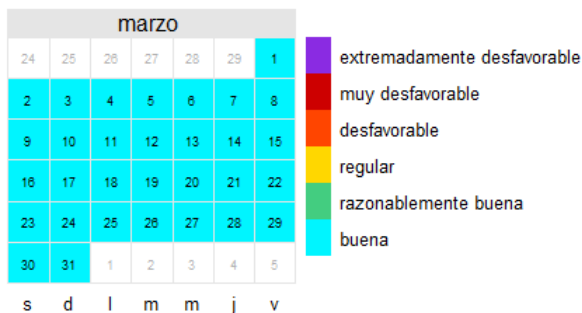 marzo
24 25 26 27 28 29 1
2 3 4 5 6 7 8
9 10 11 12 13 14 15
16 17 18 19 20 21 22
23 24 25 26 27 28 29
30 31 1 2 3 4 5
s d l m m j v
extremadamente desfavorable
muy desfavorable
desfavorable
regular
razonablemente buena
buena